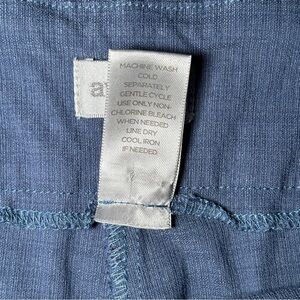 a
MACHINE WASH
COLD
SEPARATELY
GENTLE CYCLE
USE ONLY NON-
CHLORINE BLEACH
WHEN NEEDED
LINE DRY
COOL IRON
IF NEEDED